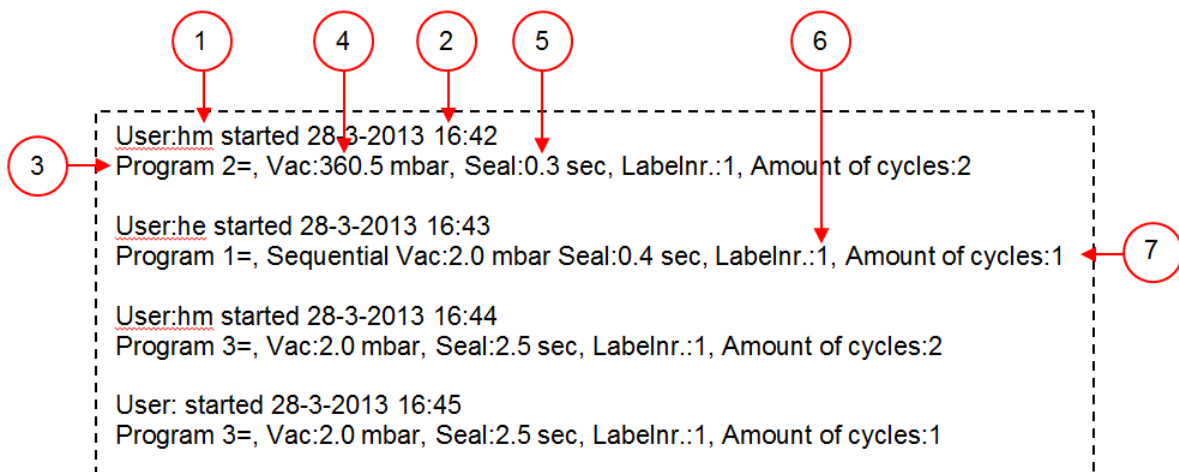 1 4 2 5 6
User:hm started 28-3-2013 16:42
3 Program 2=, Vac:360.5 mbar, Seal:0.3 sec, Labelnr.:1, Amount of cycles:2
User:he started 28-3-2013 16:43
Program 1=, Sequential Vac:2.0 mbar Seal:0.4 sec, Labelnr.:1, Amount of cycles:1 7
User:hm started 28-3-2013 16:44
Program 3=, Vac:2.0 mbar, Seal:2.5 sec, Labelnr.:1, Amount of cycles:2
User: started 28-3-2013 16:45
Program 3=, Vac:2.0 mbar, Seal:2.5 sec, Labelnr.:1, Amount of cycles:1